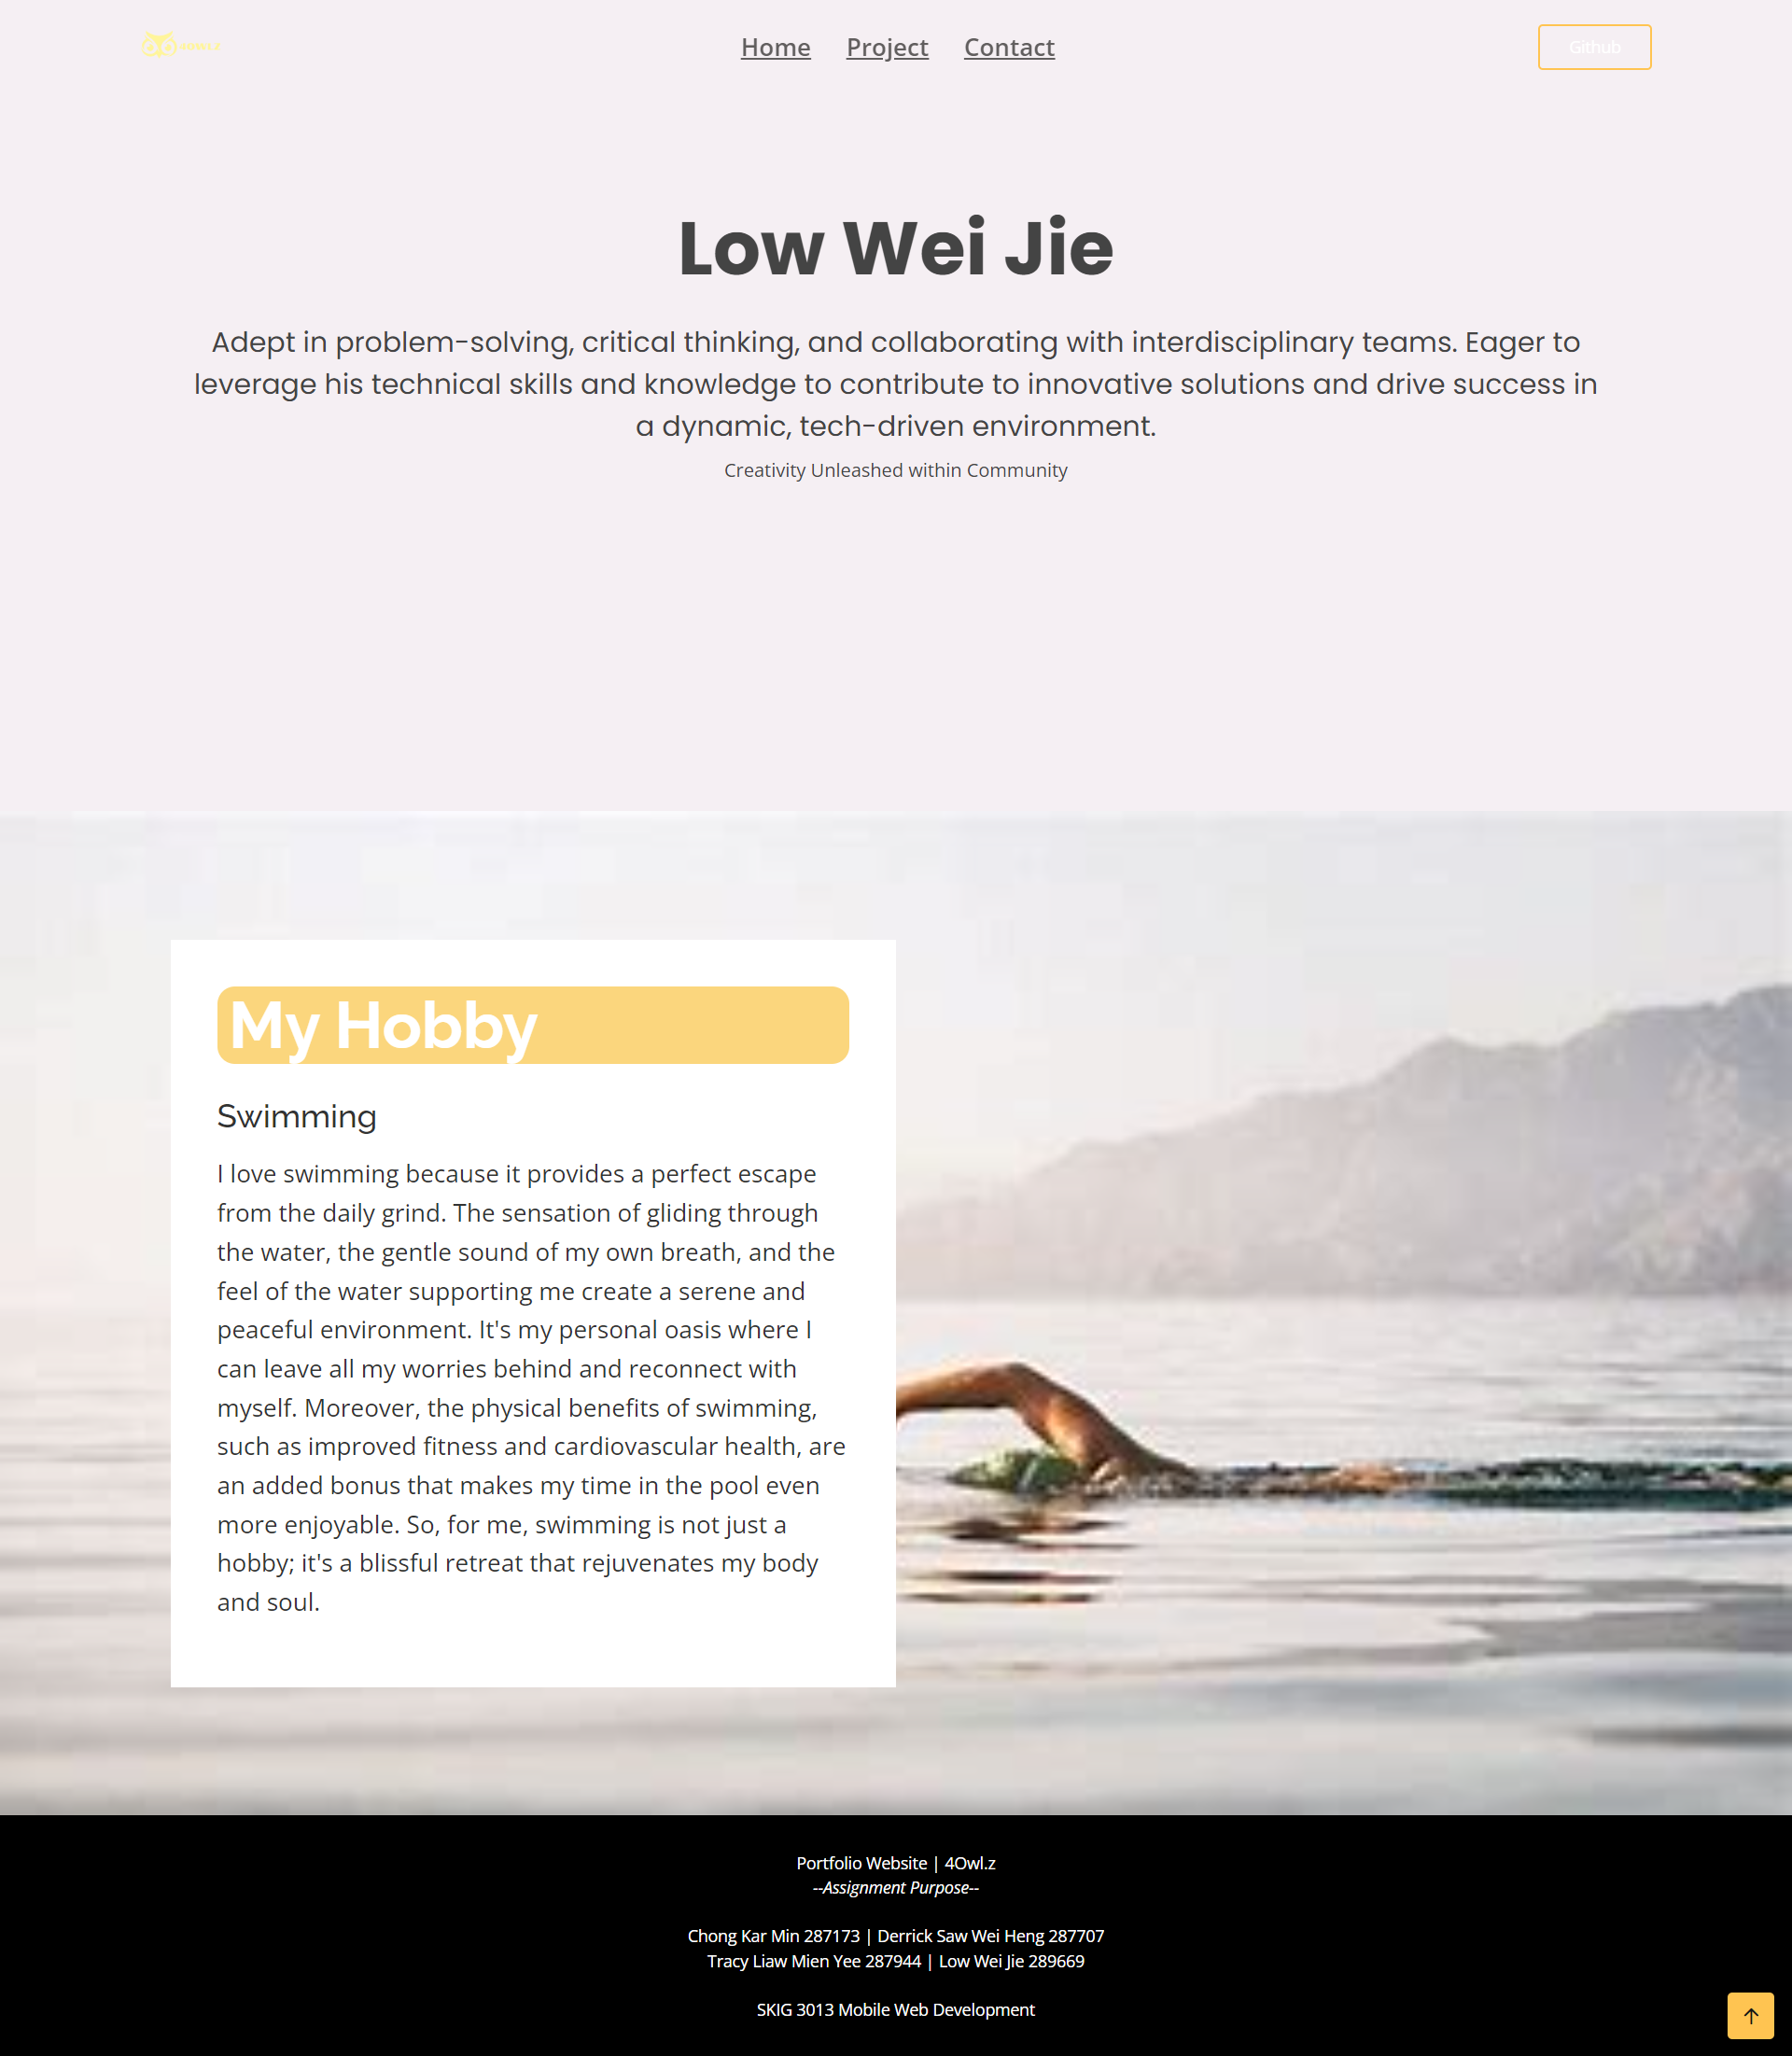 Home Project Contact
Github
Low Wei Jie
Adept in problem-solving, critical thinking, and collaborating with interdisciplinary teams. Eager to
leverage his technical skills and knowledge to contribute to innovative solutions and drive success in
a dynamic, tech-driven environment.
Creativity Unleashed within Community
My Hobby
Swimming
I love swimming because it provides a perfect escape
from the daily grind. The sensation of gliding through
the water, the gentle sound of my own breath, and the
feel of the water supporting me create a serene and
peaceful environment. It's my personal oasis where I
can leave all my worries behind and reconnect with
myself. Moreover, the physical benefits of swimming,
such as improved fitness and cardiovascular health, are
an added bonus that makes my time in the pool even
more enjoyable. So, for me, swimming is not just a
hobby; it's a blissful retreat that rejuvenates my body
and soul.
Portfolio Website | 4Owl.z
--Assignment Purpose--
Chong Kar Min 287173 | Derrick Saw Wei Heng 287707
Tracy Liaw Mien Yee 287944 | Low Wei Jie 289669
SKIG 3013 Mobile Web Development